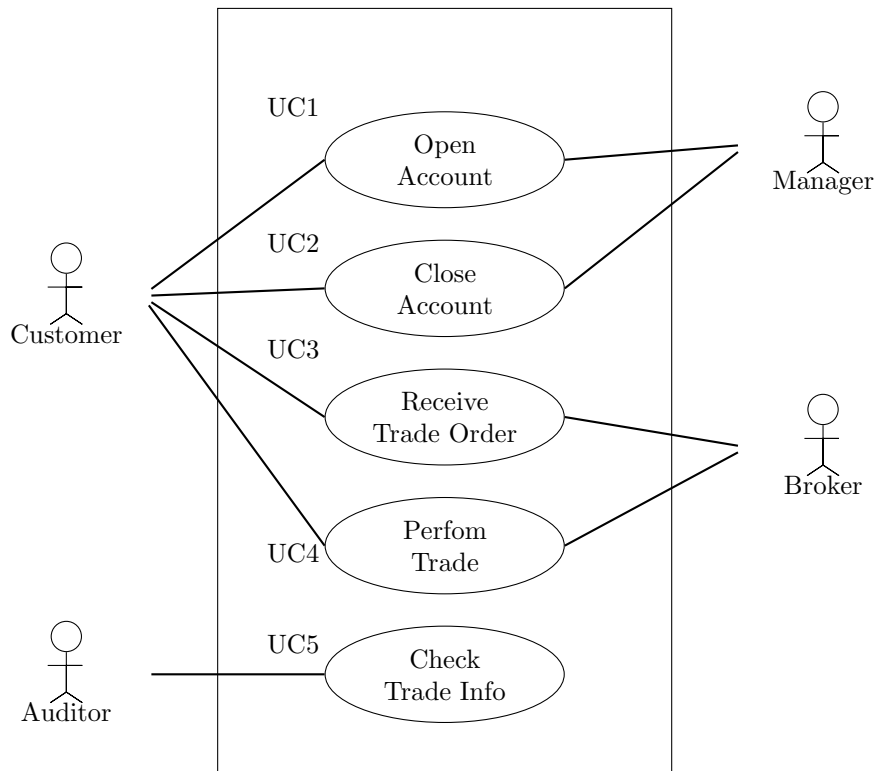 UC1
Open
Account
Manager
UC2
Close
Account
Customer
UC3
Receive
Trade Order
Broker
UC4
Perfom
Trade
UC5
Check
Trade Info
Auditor